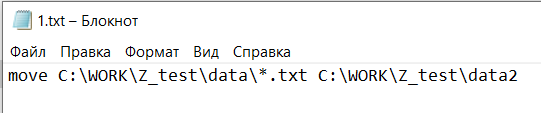 1.txt – Блокнот
Файл Правка Формат Вид Справка
move C:\WORK\Z_test\data\*.txt C:\WORK\Z_test\data2